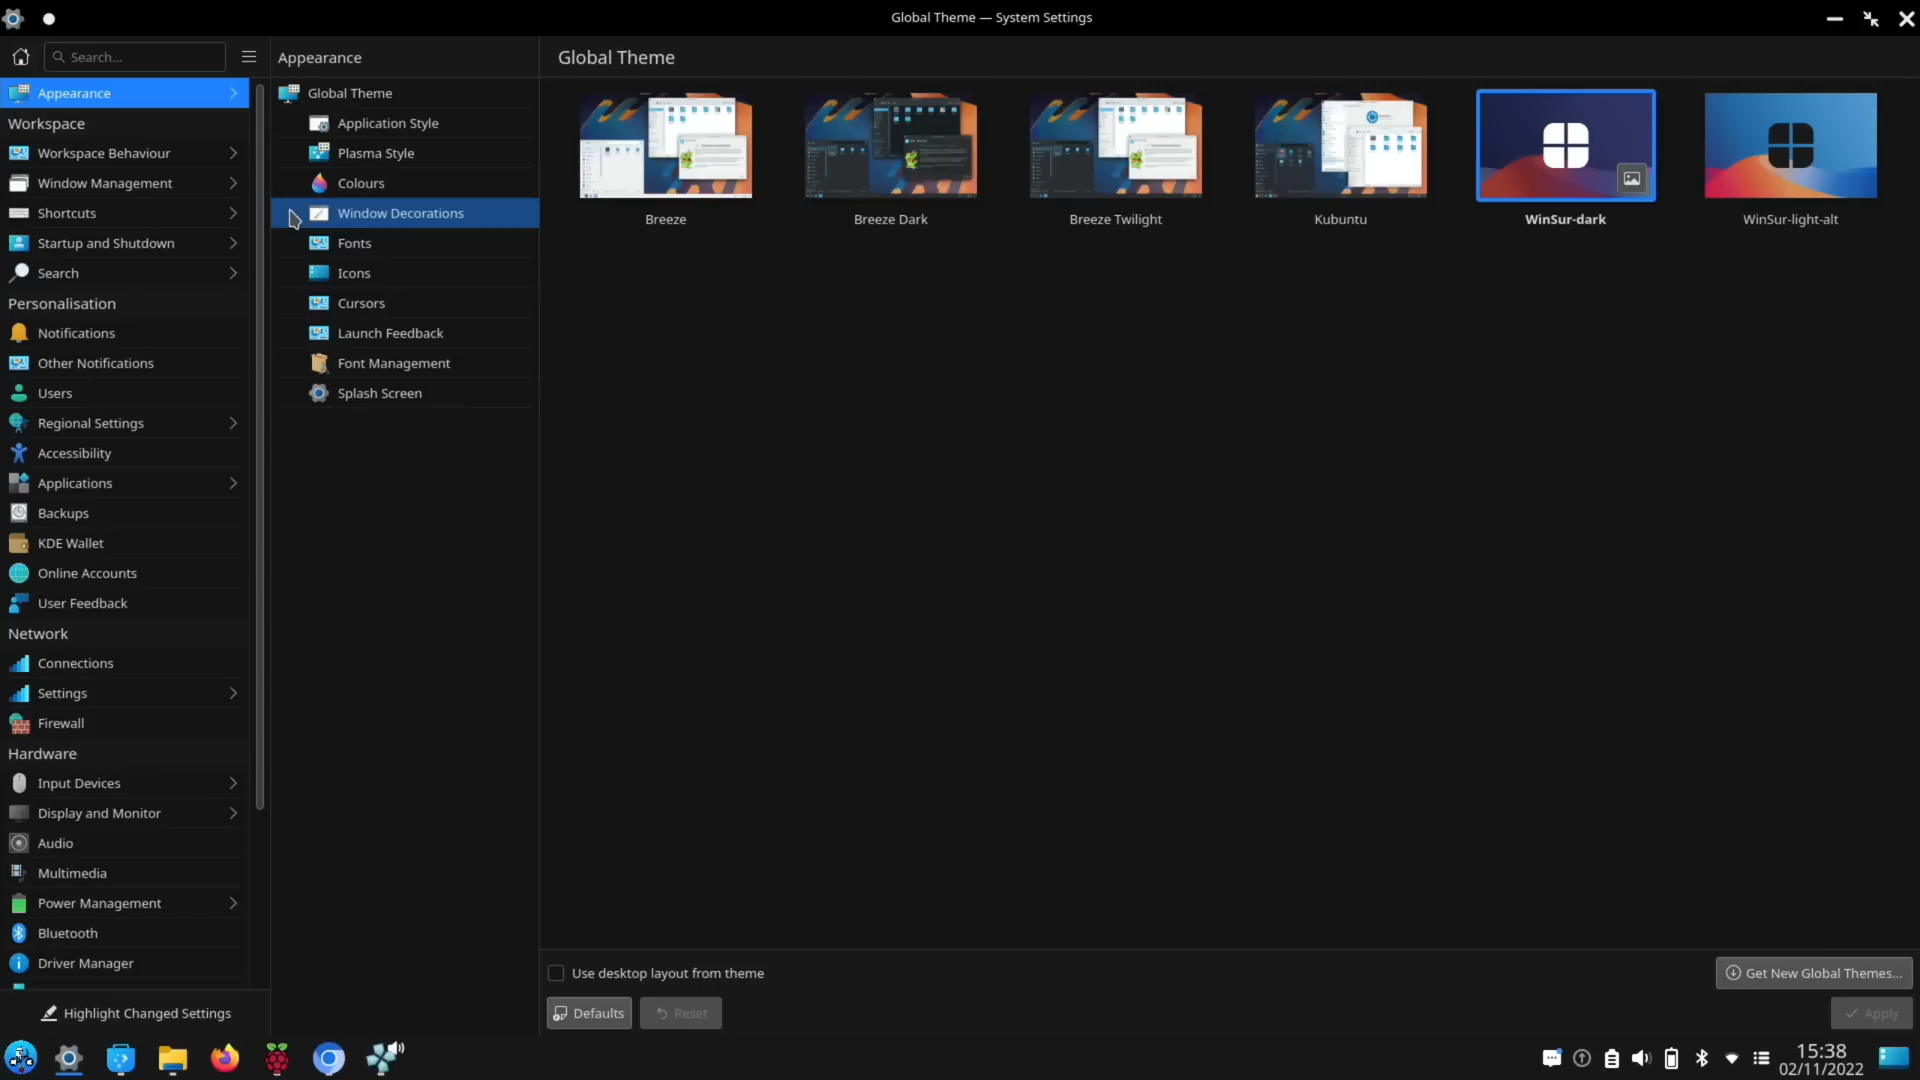 Global Theme — System Settings
Search...
Appearance
Global Theme
Appearance
Workspace
Workspace Behaviour
Window Management
Shortcuts
Startup and Shutdown
Search
Personalisation
Notifications
Other Notifications
Users
Regional Settings
Accessibility
Applications
Backups
KDE Wallet
Online Accounts
User Feedback
Network
Connections
Settings
Firewall
Hardware
Input Devices
Display and Monitor
Audio
Multimedia
Power Management
Bluetooth
Driver Manager
Highlight Changed Settings
Global Theme
Application Style
Plasma Style
Colours
Window Decorations
Fonts
Icons
Cursors
Launch Feedback
Font Management
Splash Screen
Breeze
Breeze Dark
Breeze Twilight
Kubuntu
WinSur-dark
WinSur-light-alt
Use desktop layout from theme
Get New Global Themes...
Defaults
Reset
Apply
15:38
02/11/2022